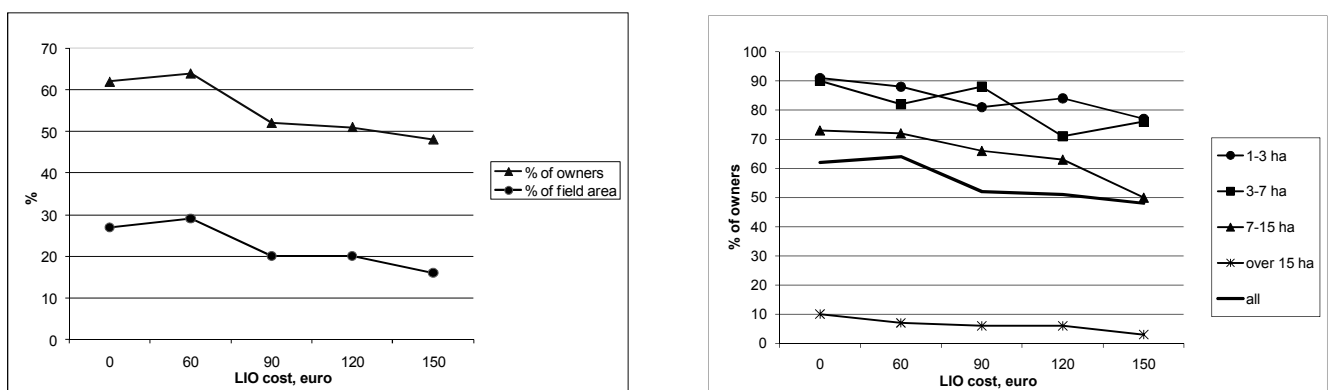 70
60
50
40
30
20
10
0
%
0 60 90 120 150
LIO cost, euro
% of owners
% of field area
100
90
80
70
60
50
40
30
20
10
0
% of owners
0 60 90 120 150
LIO cost, euro
1-3 ha
3-7 ha
7-15 ha
over 15 ha
all